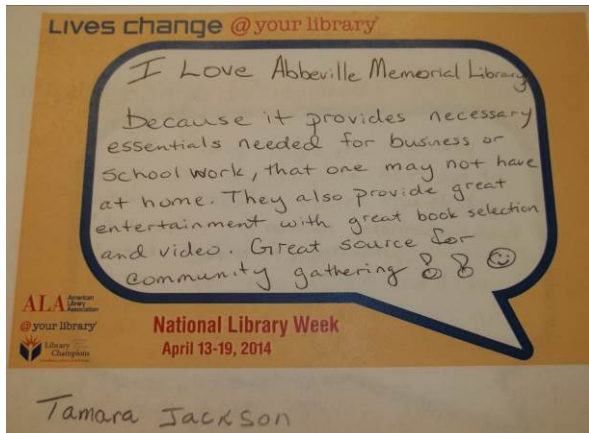 Lives change @ your library®
I Love Abbeville Memorial Library
Because it provides necessary
essentials needed for business or
school work, that one may not have
at home. They also provide great
entertainment with great book selection
and video. Great source for
community gathering
ALA American Library Association
@ your library®
Library Champions
National Library Week
April 13-19, 2014
Tamara Jackson